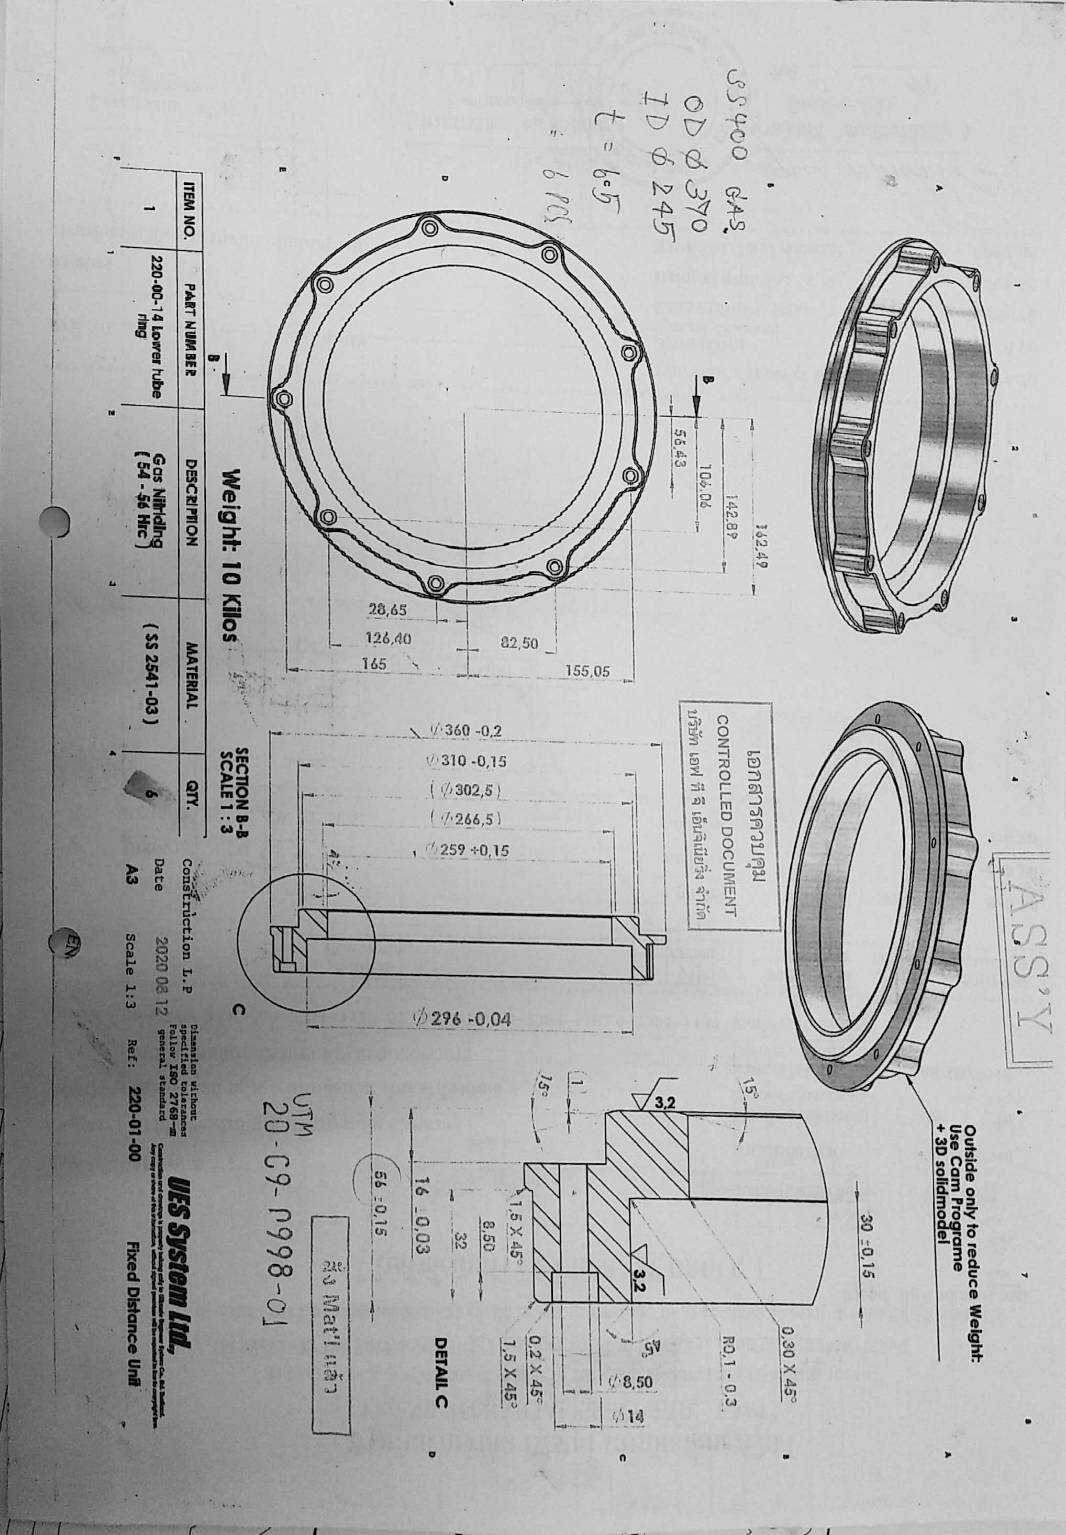 1
2
3
4
5
6
7
8
ASS'Y
Outside only to reduce Weight:
Use Cam Programe
+ 3D solidmodel
A
A
30 ±0,15
B
B
0,30 X 45°
R0,1 - 0,3
15°
3,2
3,2
45°
Ø 8,50
Ø 14
C
(1)
15°
1,5 X 45°
0,2 X 45°
1,5 X 45°
8,50
32
DETAIL C
16 -0,03
56 ±0,15
SS400 GAS.
OD Ø 370
ID Ø 245
t = 65
= 6 PCS
162,49
142,89
106,06
56,43
B
เอกสารควบคุม
CONTROLLED DOCUMENT
บริษัท เอฟ ที จี เอ็นจิเนียริ่ง จำกัด
155,05
82,50
28,65
126,40
165
Ø 360 -0,2
Ø 310 -0,15
(Ø 302,5)
(Ø 266,5)
Ø 259 +0,15
Ø 296 -0,04
D
D
สั่ง Mat'l แล้ว
UTM
20-09-0998-01
E
B
C
Weight: 10 Kilos
SECTION B-B
SCALE 1 : 3
ITEM NO. PART NUMBER DESCRIPTION MATERIAL QTY.
1 220-00-14 Lower tube ring Gas Nitriding ( 54 - 56 Hrc ) ( SS 2541-03 ) 6
Construction L.P
Date 2020 08 12
A3 Scale 1:3 Ref: 220-01-00
Dimension without
specified tolerances
Follow ISO 2768-m
general standard
UES System Ltd.,
Fixed Distance Unit
F
1
2
3
4
EN